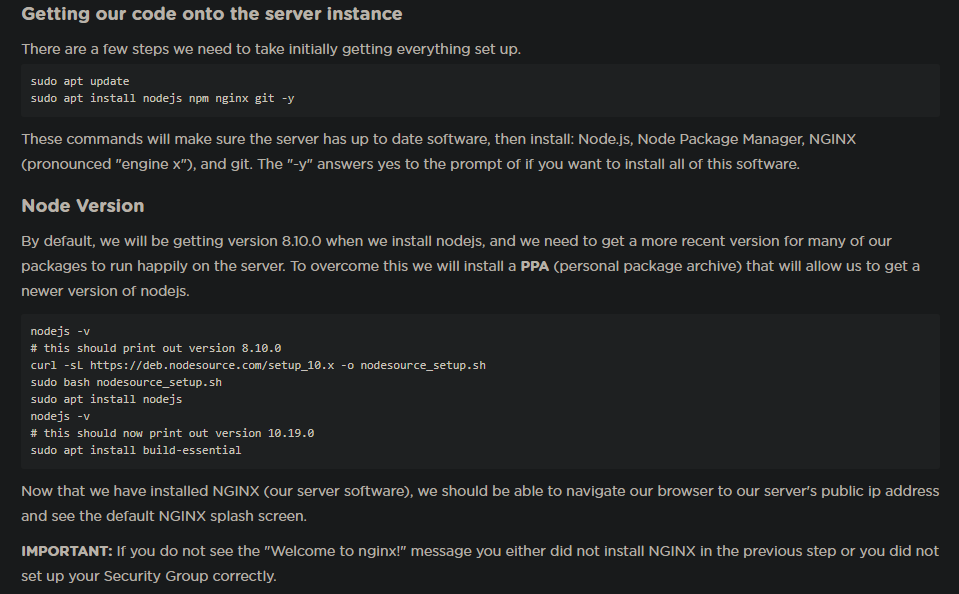 Getting our code onto the server instance
There are a few steps we need to take initially getting everything set up.
sudo apt update
sudo apt install nodejs npm nginx git -y
These commands will make sure the server has up to date software, then install: Node.js, Node Package Manager, NGINX
(pronounced "engine x"), and git. The "-y" answers yes to the prompt of if you want to install all of this software.
Node Version
By default, we will be getting version 8.10.0 when we install nodejs, and we need to get a more recent version for many of our
packages to run happily on the server. To overcome this we will install a PPA (personal package archive) that will allow us to get a
newer version of nodejs.
nodejs -v
# this should print out version 8.10.0
curl -sL https://deb.nodesource.com/setup_10.x -o nodesource_setup.sh
sudo bash nodesource_setup.sh
sudo apt install nodejs
nodejs -v
# this should now print out version 10.19.0
sudo apt install build-essential
Now that we have installed NGINX (our server software), we should be able to navigate our browser to our server's public ip address
and see the default NGINX splash screen.
IMPORTANT: If you do not see the "Welcome to nginx!" message you either did not install NGINX in the previous step or you did not
set up your Security Group correctly.